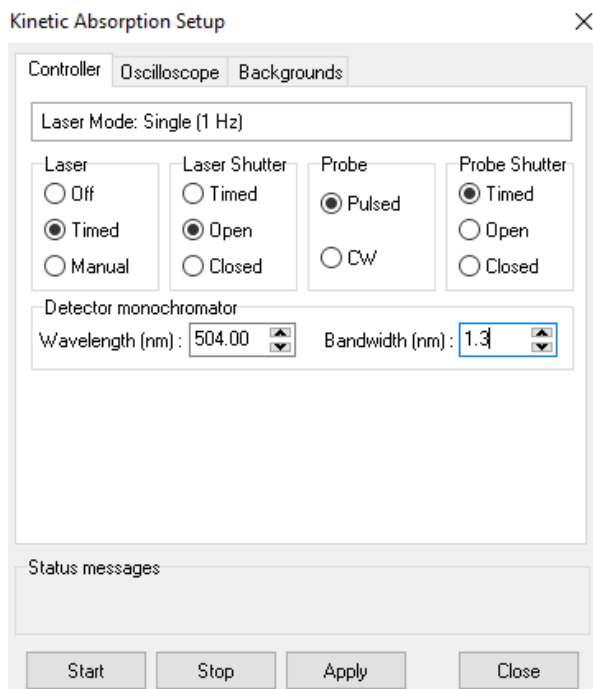 Kinetic Absorption Setup
Controller Oscilloscope Backgrounds
Laser Mode: Single (1 Hz)
Laser Laser Shutter Probe Probe Shutter
Off Timed Pulsed Timed
Timed Open CW Open
Manual Closed Closed
Detector monochromator
Wavelength (nm) : 504.00 Bandwidth (nm) : 1.3
Status messages
Start Stop Apply Close